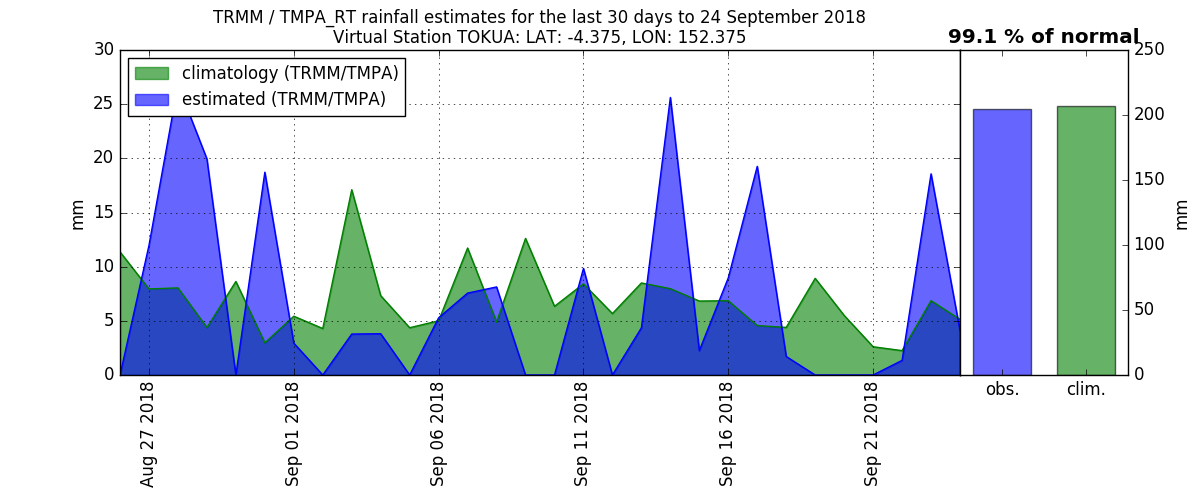 TRMM / TMPA_RT rainfall estimates for the last 30 days to 24 September 2018
Virtual Station TOKUA: LAT: -4.375, LON: 152.375
99.1 % of normal
climatology (TRMM/TMPA)
estimated (TRMM/TMPA)
30
25
20
15
10
5
0
mm
Aug 27 2018
Sep 01 2018
Sep 06 2018
Sep 11 2018
Sep 16 2018
Sep 21 2018
obs.
clim.
250
200
150
100
50
0
mm